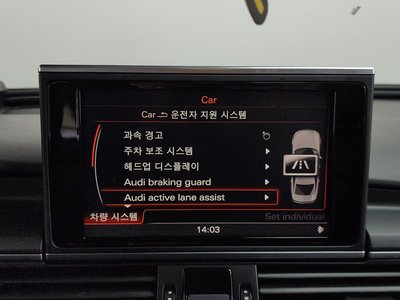 Car
Car 운전자 지원 시스템
과속 경고
주차 보조 시스템
헤드업 디스플레이
Audi braking guard
Audi active lane assist
차량 시스템
Set individual
14:03